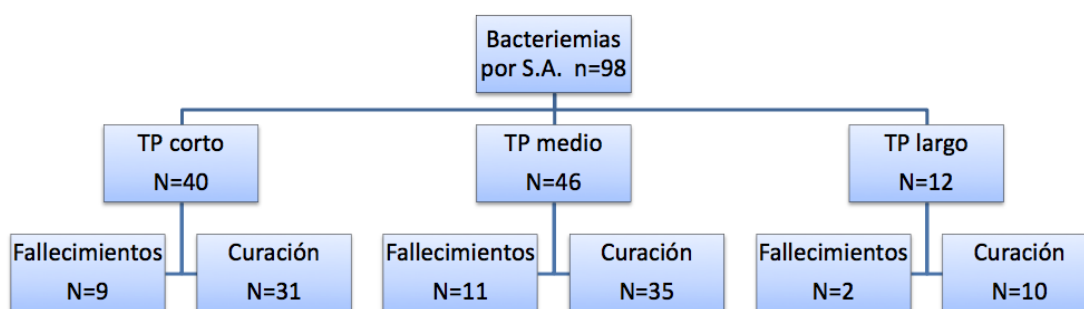 Bacteriemias
por S.A.  n=98
TP corto
N=40
TP medio
N=46
TP largo
N=12
Fallecimientos
N=9
Curación
N=31
Fallecimientos
N=11
Curación
N=35
Fallecimientos
N=2
Curación
N=10